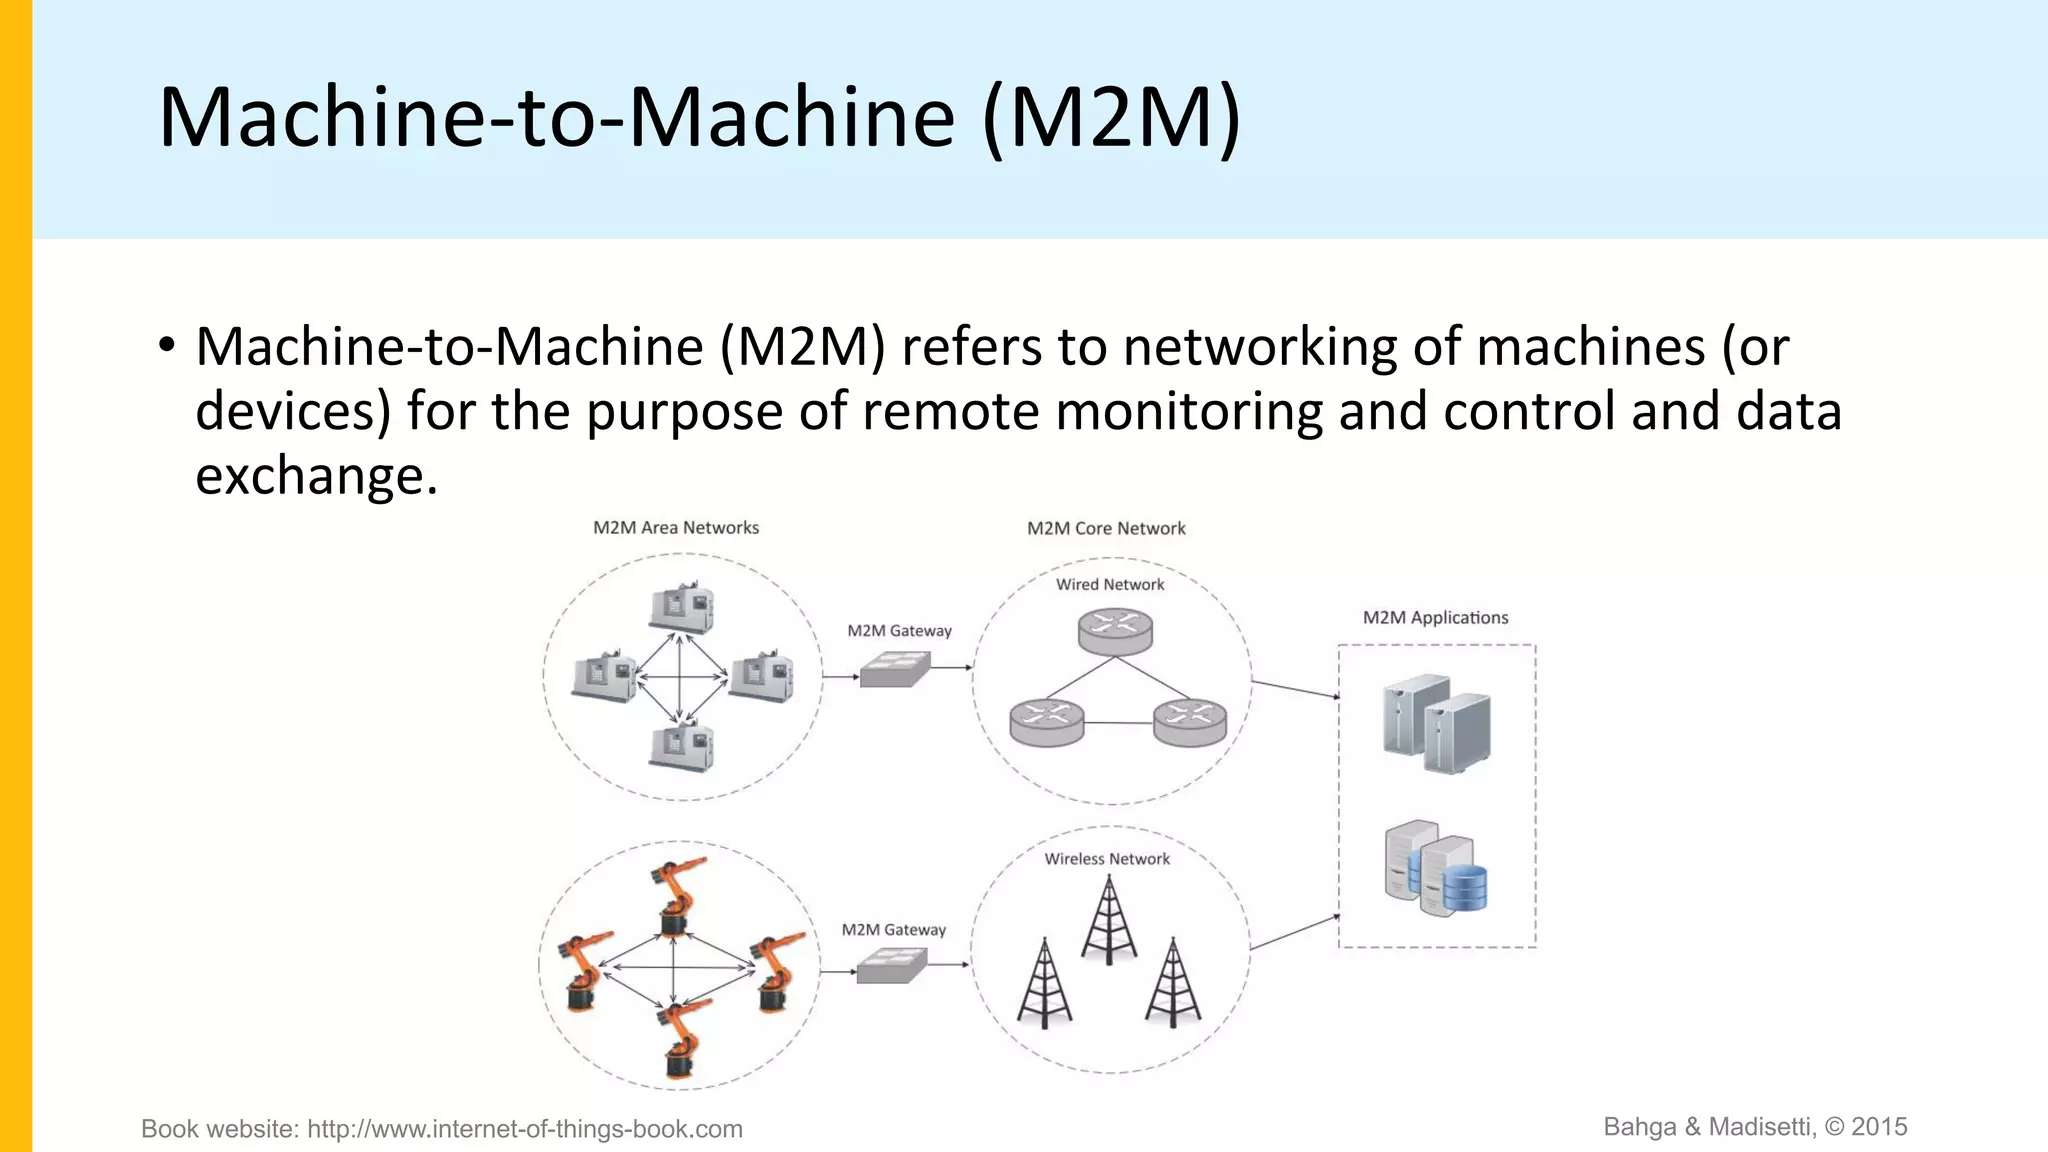 Machine-to-Machine (M2M)
• Machine-to-Machine (M2M) refers to networking of machines (or
devices) for the purpose of remote monitoring and control and data
exchange.
M2M Area Networks
M2M Core Network
Wired Network
M2M Gateway
M2M Applications
Wireless Network
M2M Gateway
Book website: http://www.internet-of-things-book.com
Bahga & Madisetti, © 2015